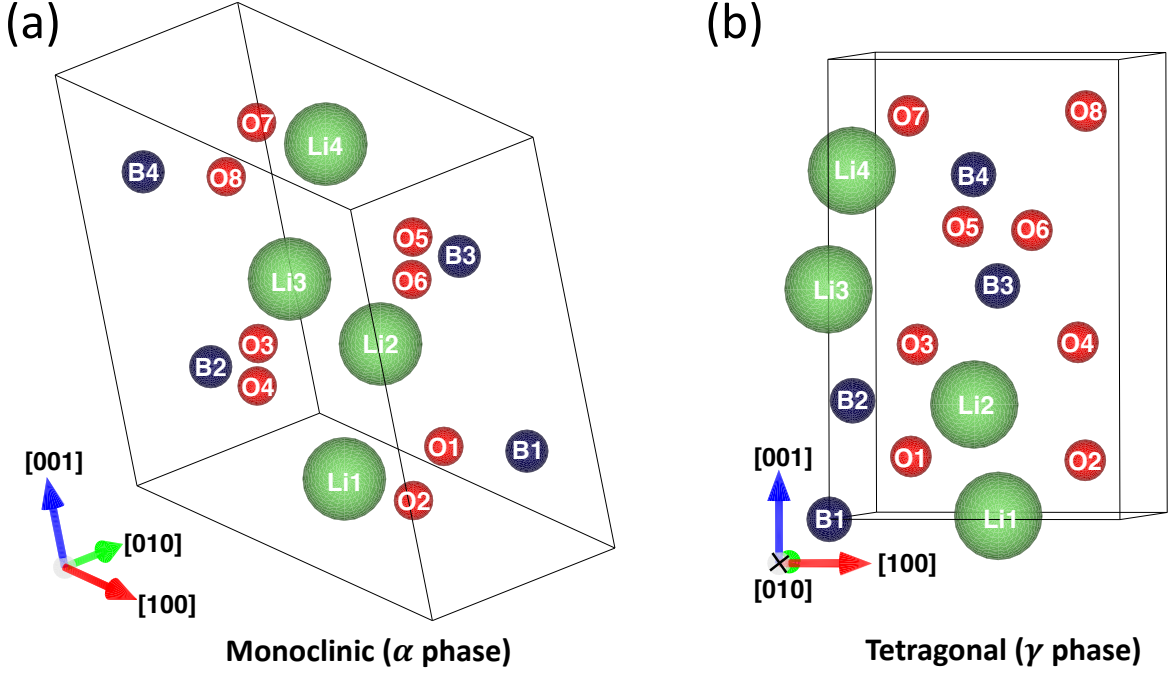 (a)
O7
Li4
B4
O8
O5
B3
Li3
O6
O3
Li2
B2
O4
O1
B1
Li1
O2
[001]
[010]
[100]
Monoclinic (α phase)
(b)
O7
O8
Li4
B4
O5
O6
Li3
B3
O3
O4
B2
Li2
O1
O2
B1
Li1
[001]
[100]
[010]
Tetragonal (γ phase)